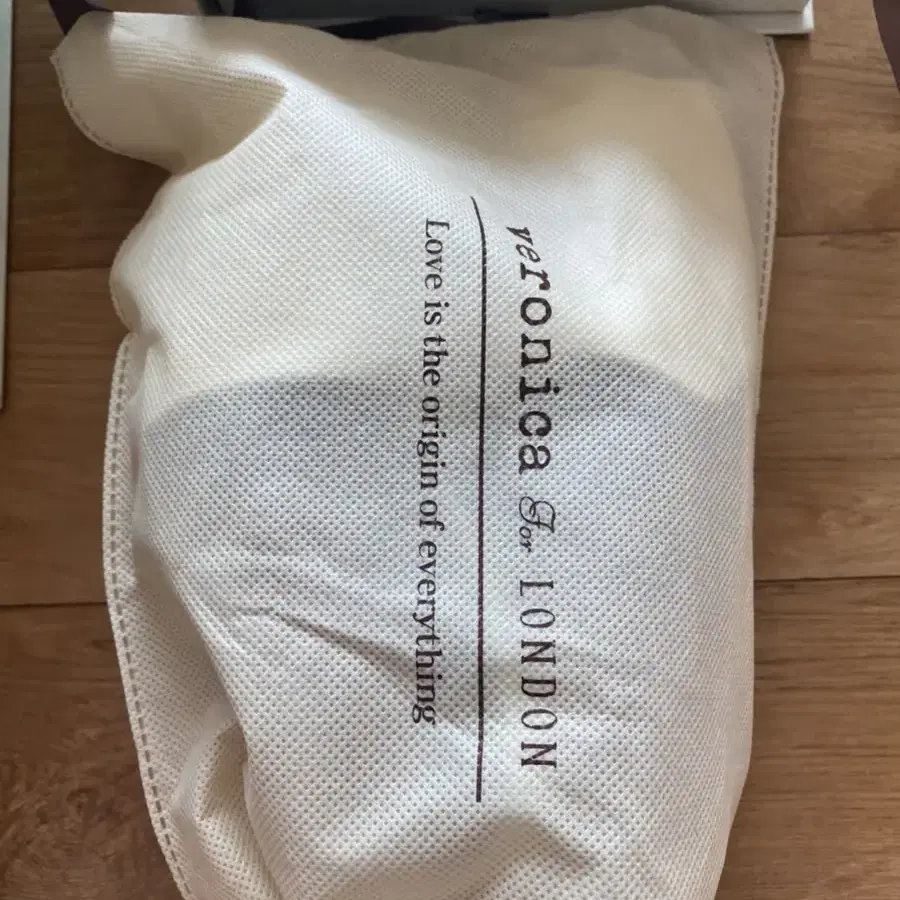 veronica For LONDON
Love is the origin of everything